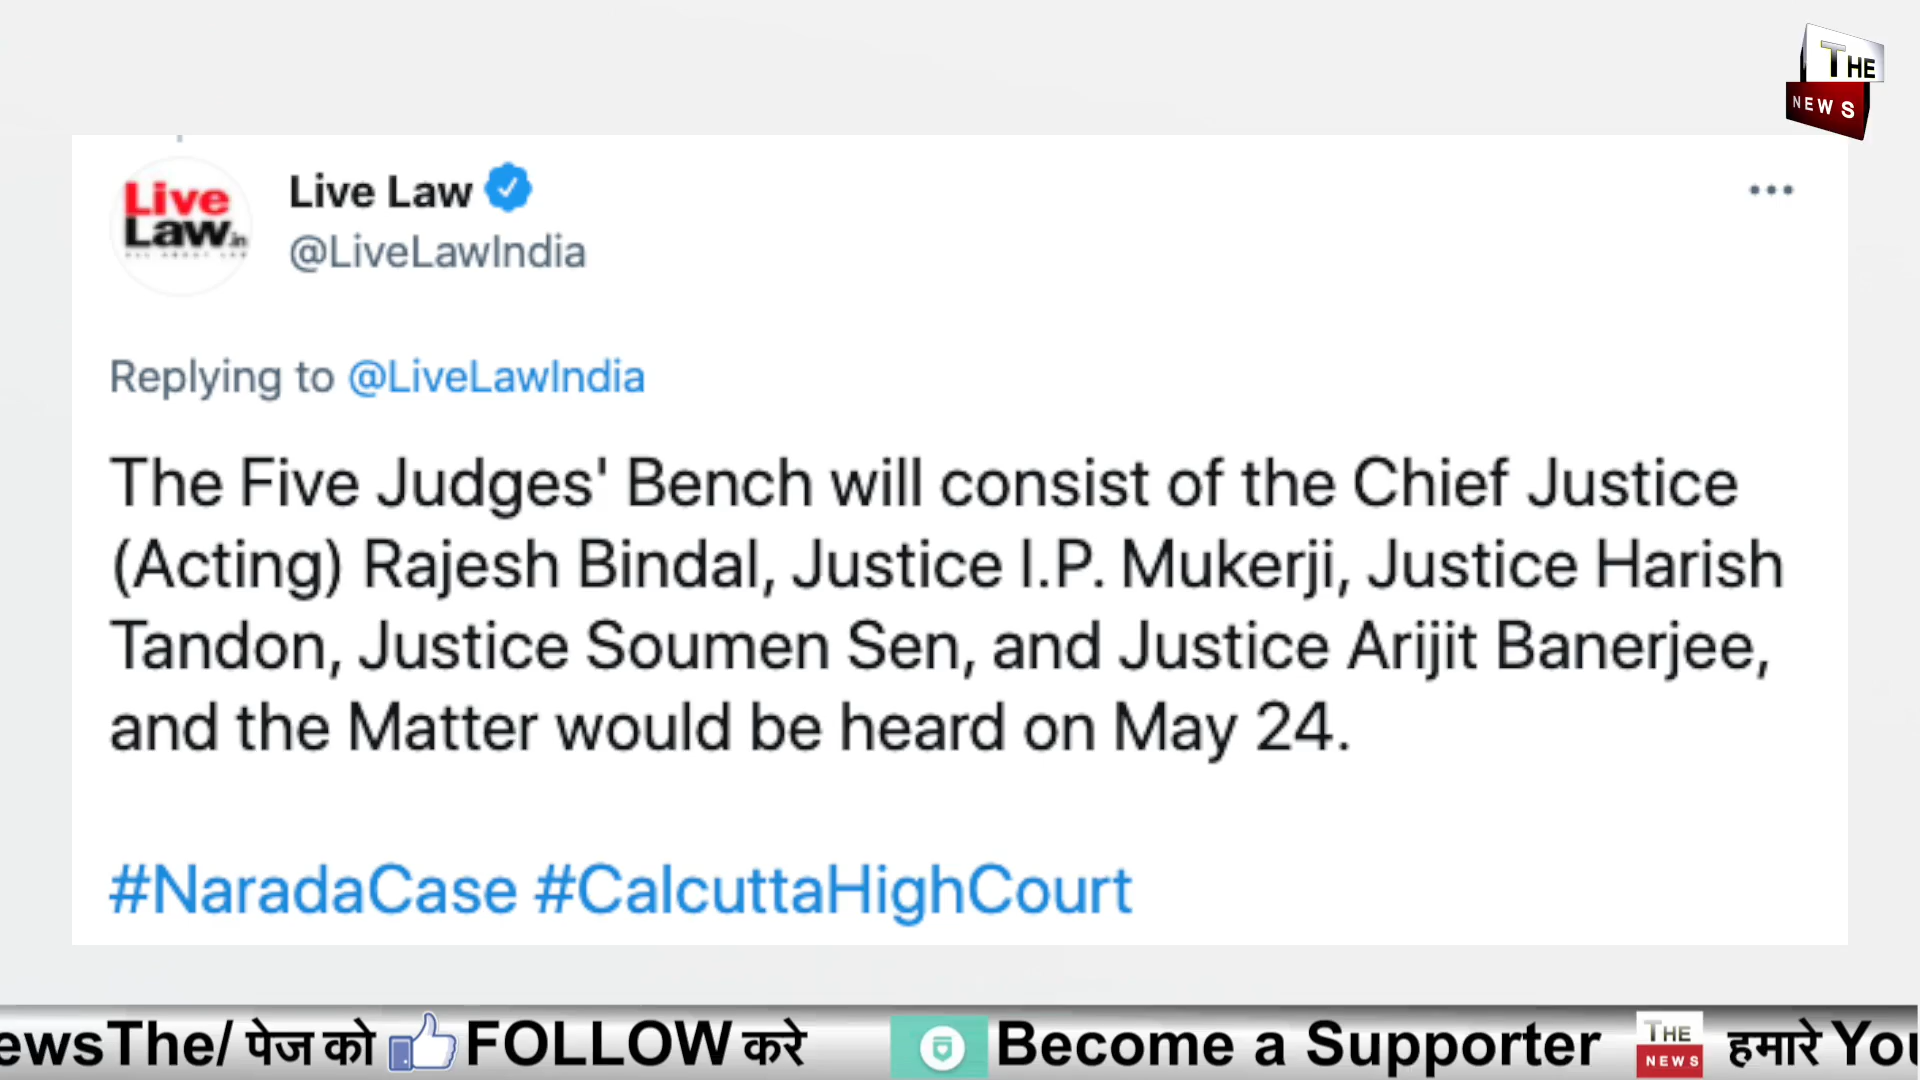 THE
NEWS
Live Law
@LiveLawIndia
Live
Law.in
Replying to @LiveLawIndia
The Five Judges' Bench will consist of the Chief Justice
(Acting) Rajesh Bindal, Justice I.P. Mukerji, Justice Harish
Tandon, Justice Soumen Sen, and Justice Arijit Banerjee,
and the Matter would be heard on May 24.
#NaradaCase #CalcuttaHighCourt
ewsThe/ पेज को FOLLOW करे Become a Supporter THE NEWS हमारे You